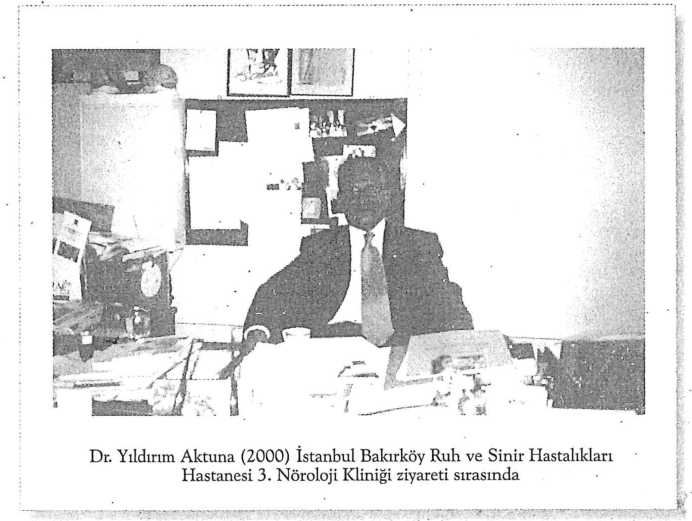 Dr. Yıldırım Aktuna (2000) İstanbul Bakırköy Ruh ve Sinir Hastalıkları
Hastanesi 3. Nöroloji Kliniği ziyareti sırasında